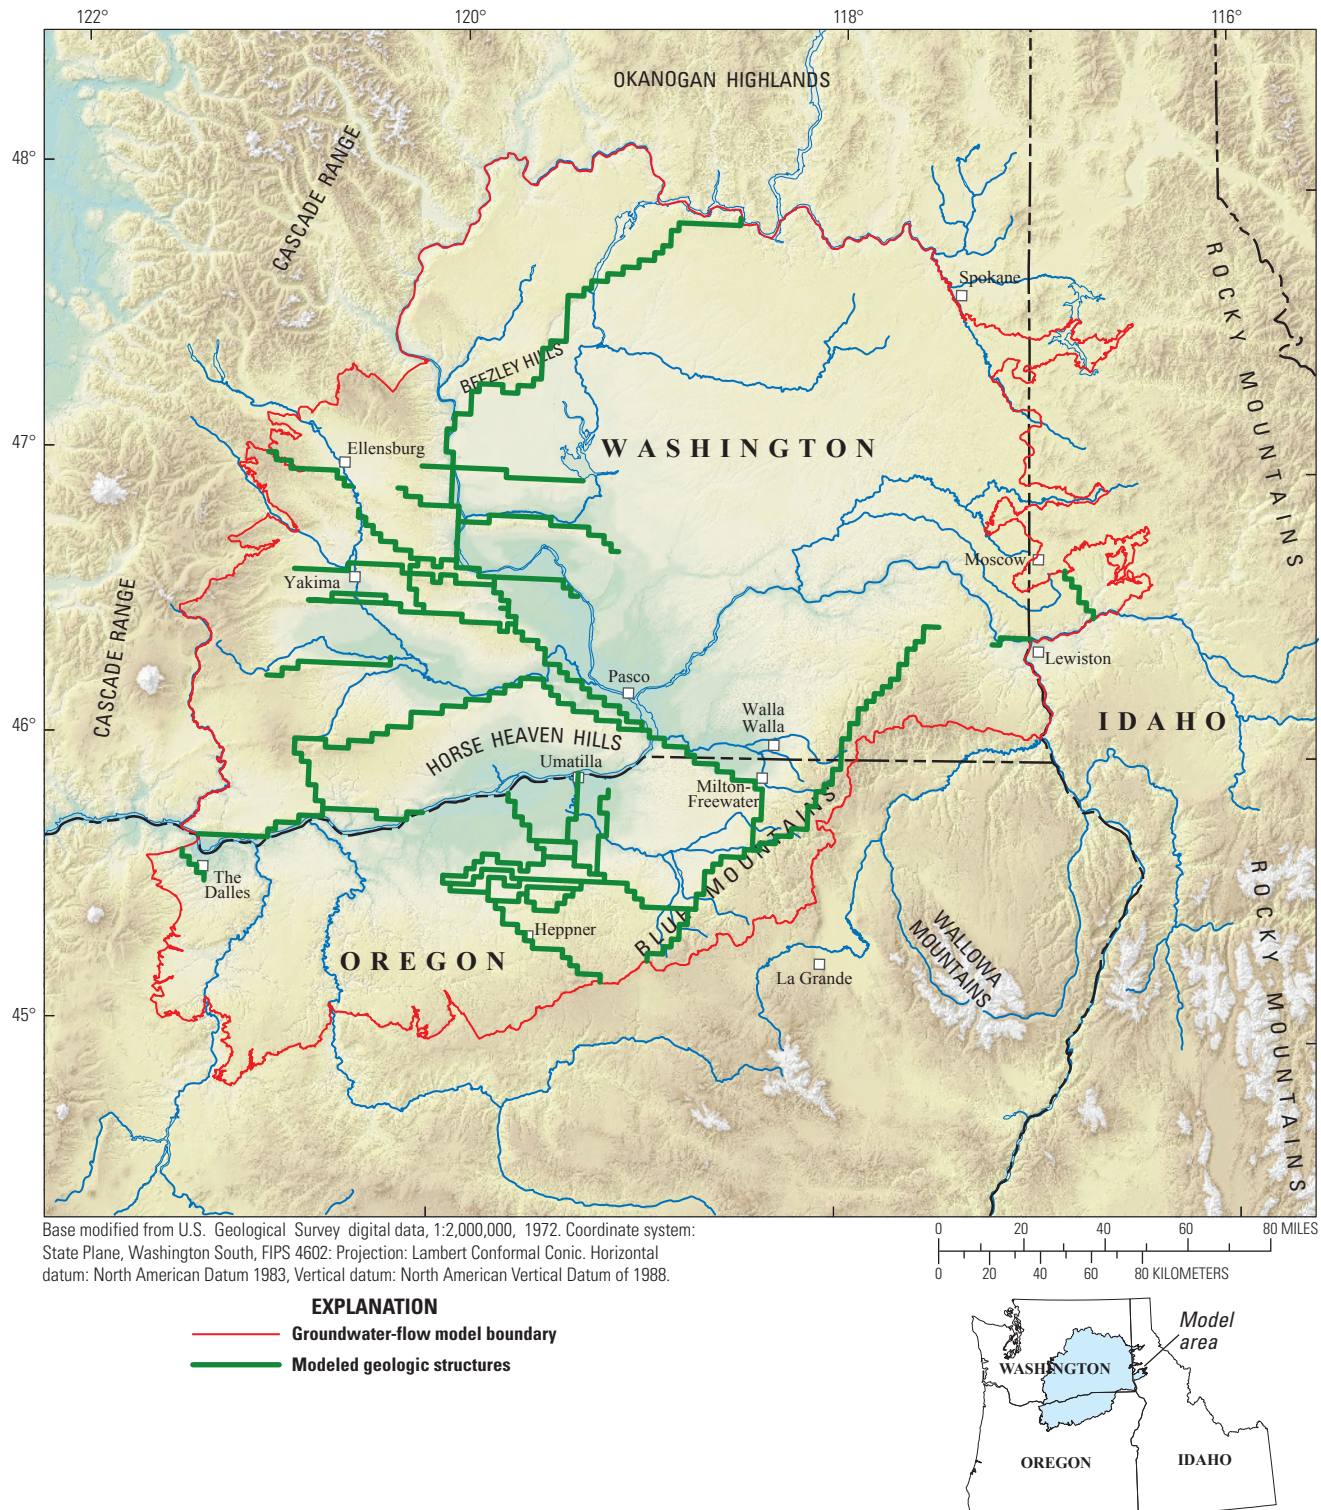 122°
120°
118°
116°
OKANOGAN HIGHLANDS
48°
CASCADE RANGE
ROCKY MOUNTAINS
Spokane
BEEZLEY HILLS
47°
Ellensburg
WASHINGTON
Moscow
Yakima
CASCADE RANGE
Lewiston
Pasco
46°
Walla
Walla
IDAHO
HORSE HEAVEN HILLS
Umatilla
Milton-
Freewater
BLUE MOUNTAINS
The
Dalles
ROCKY MOUNTAINS
Heppner
OREGON
WALLOWA
MOUNTAINS
La Grande
45°
Base modified from U.S. Geological Survey digital data, 1:2,000,000, 1972. Coordinate system:
State Plane, Washington South, FIPS 4602: Projection: Lambert Conformal Conic. Horizontal
datum: North American Datum 1983, Vertical datum: North American Vertical Datum of 1988.
0 20 40 60 80 MILES
0 20 40 60 80 KILOMETERS
EXPLANATION
Groundwater-flow model boundary
Modeled geologic structures
Model
area
WASHINGTON
OREGON
IDAHO